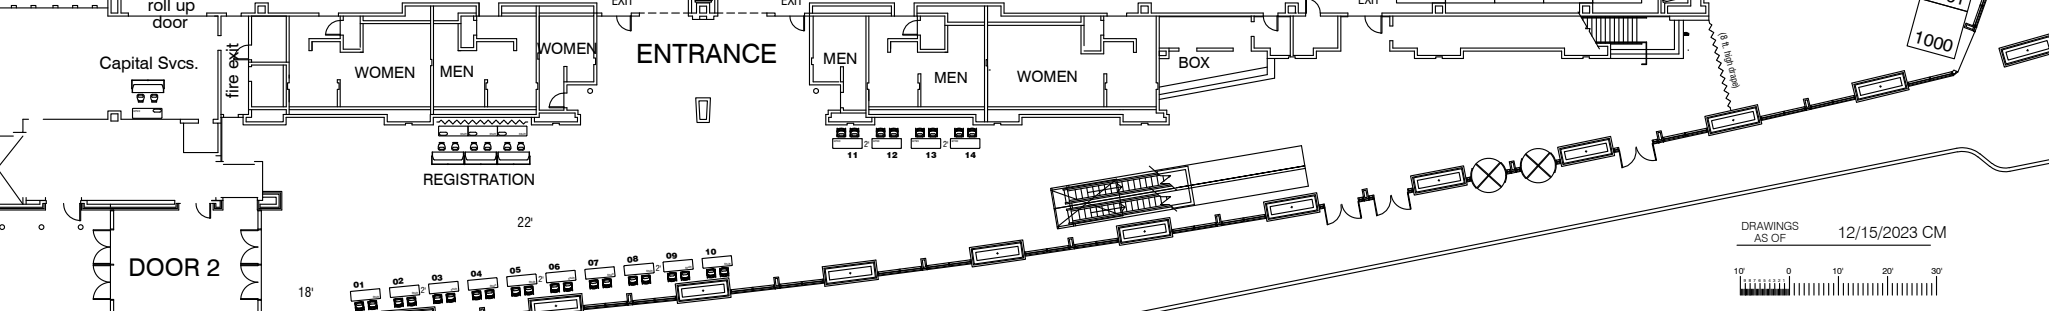 roll up
door
Capital Svcs.
fire exit
WOMEN
MEN
WOMEN
EXIT
ENTRANCE
EXIT
MEN
MEN
WOMEN
BOX
EXIT
(8 ft. high drape)
1000
REGISTRATION
11
2'
12
13
2'
14
22'
DOOR 2
18'
01
02
2'
03
04
05
2'
06
07
08
2'
09
10
DRAWINGS
AS OF
12/15/2023 CM
10'
0
10'
20'
30'